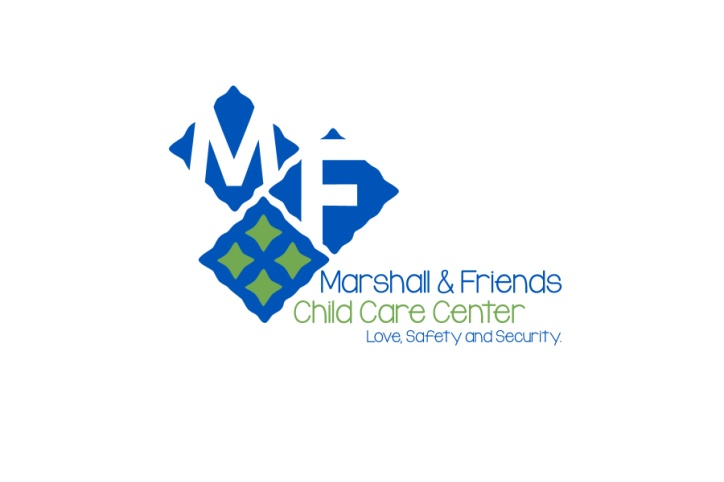 MF
Marshall & Friends
Child Care Center
Love, Safety and Security.